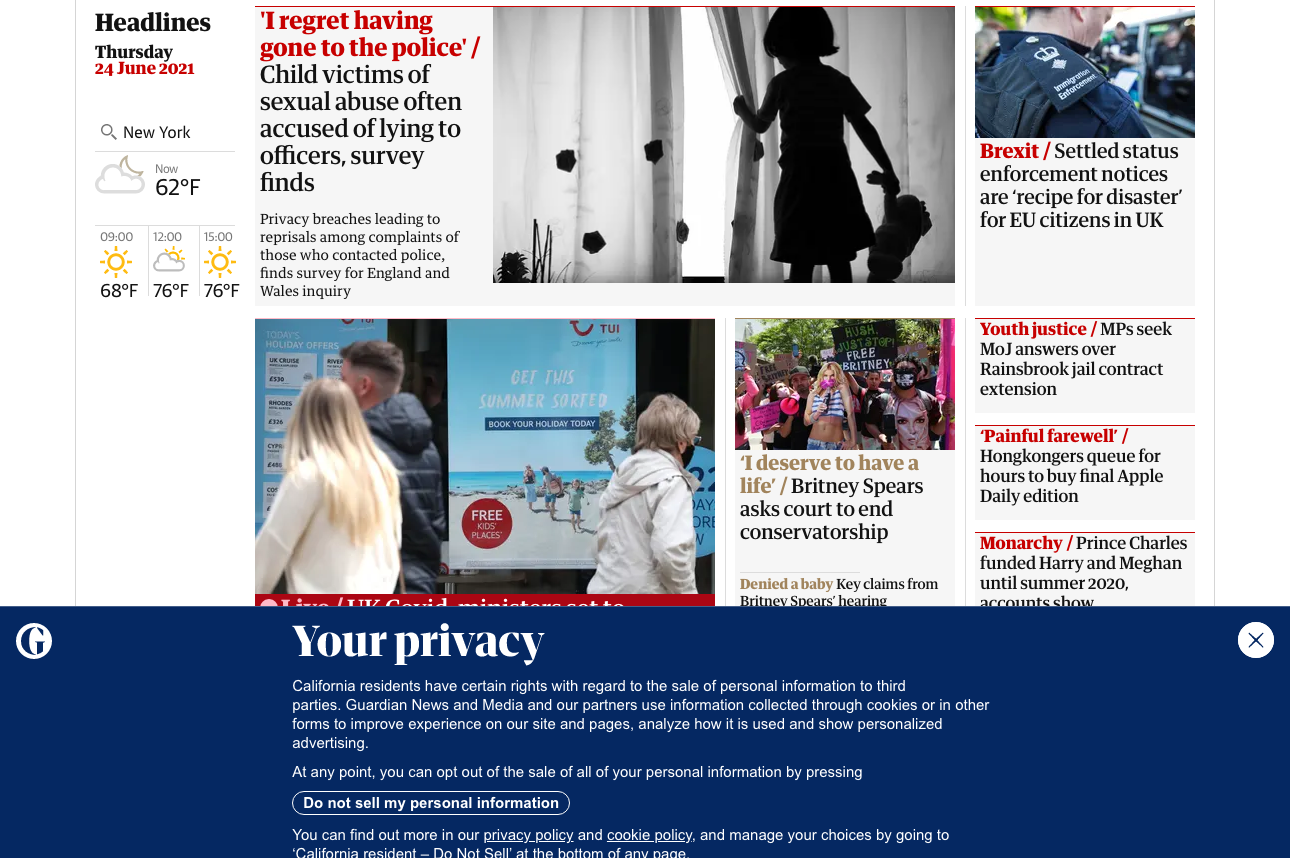 Headlines
Thursday
24 June 2021
New York
Now
62°F
09:00 12:00 15:00
68°F 76°F 76°F
'I regret having
gone to the police' /
Child victims of
sexual abuse often
accused of lying to
officers, survey
finds
Privacy breaches leading to
reprisals among complaints of
those who contacted police,
finds survey for England and
Wales inquiry
Immigration
Enforcement
Brexit / Settled status
enforcement notices
are ‘recipe for disaster’
for EU citizens in UK
TODAY'S
HOLIDAY OFFERS
UK CRUISE
£530
RHODES
£326
TUI
GET THIS
SUMMER SORTED
BOOK YOUR HOLIDAY TODAY
FREE
KIDS'
PLACES*
Live / UK Covid: ministers set to
HUSH,
JUST STOP!
FREE
BRITNEY
‘I deserve to have a
life’ / Britney Spears
asks court to end
conservatorship
Denied a baby Key claims from
Britney Spears’ hearing
Youth justice / MPs seek
MoJ answers over
Rainsbrook jail contract
extension
‘Painful farewell’ /
Hongkongers queue for
hours to buy final Apple
Daily edition
Monarchy / Prince Charles
funded Harry and Meghan
until summer 2020,
accounts show
Your privacy
California residents have certain rights with regard to the sale of personal information to third
parties. Guardian News and Media and our partners use information collected through cookies or in other
forms to improve experience on our site and pages, analyze how it is used and show personalized
advertising.
At any point, you can opt out of the sale of all of your personal information by pressing
Do not sell my personal information
You can find out more in our privacy policy and cookie policy, and manage your choices by going to
‘California resident – Do Not Sell’ at the bottom of any page.